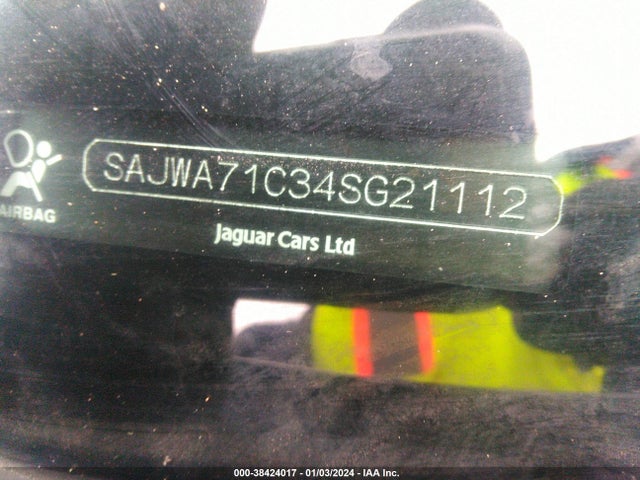 SAJWA71C34SG21112
AIRBAG
Jaguar Cars Ltd
000-38424017 - 01/03/2024 - IAA Inc.